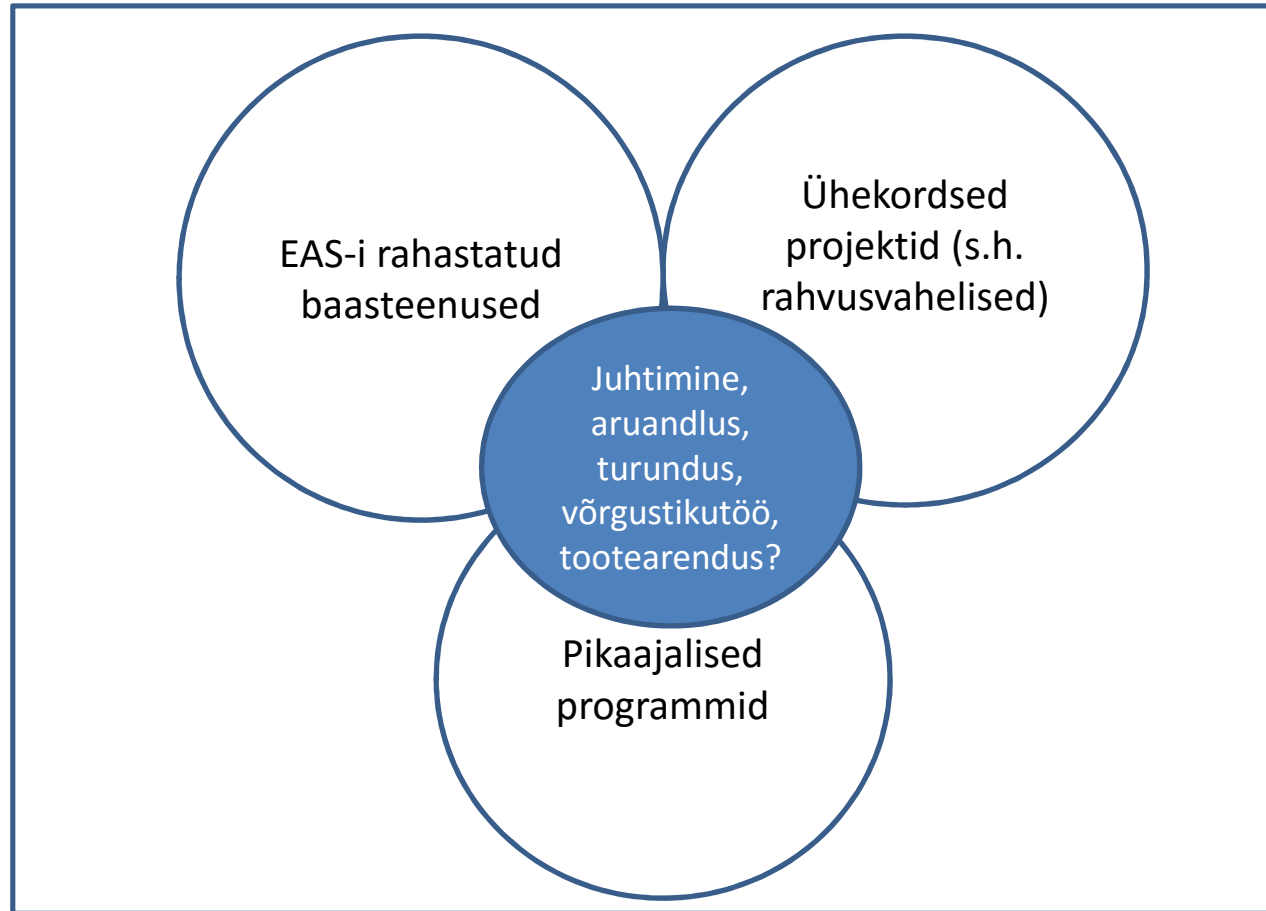 EAS-i rahastatud
baasteenused
Ühekordsed
projektid (s.h.
rahvusvahelised)
Juhtimine,
aruandlus,
turundus,
võrgustikutöö,
tootearendus?
Pikaajalised
programmid